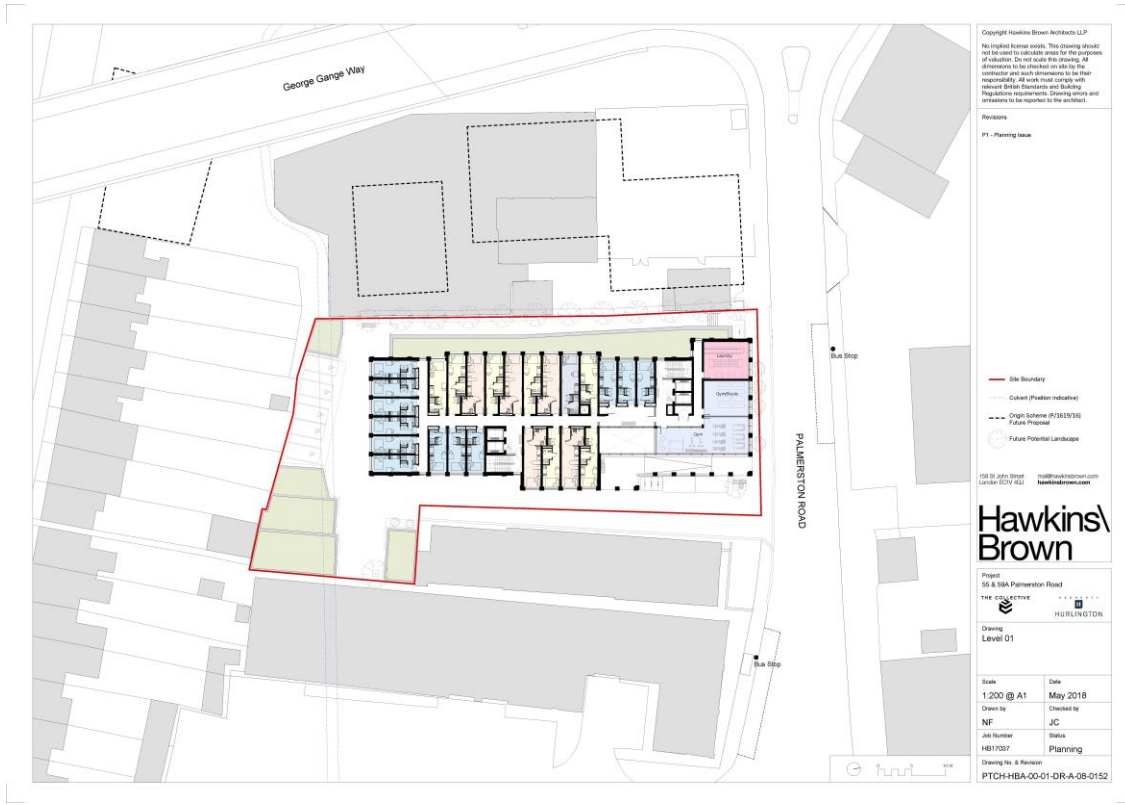 George Gange Way
Laundry
Gym/Studio
Gym
Bus Stop
PALMERSTON ROAD
Bus Stop
Copyright Hawkins Brown Architects LLP
No implied license exists. This drawing should
not be used to calculate areas for the purposes
of valuation. Do not scale this drawing. All
dimensions to be checked on site by the
contractor and such dimensions to be their
responsibility. All work must comply with
relevant British Standards and Building
Regulations requirements. Drawing errors and
omissions to be reported to the architect.
Revisions
P1 - Planning Issue
Site Boundary
Culvert (Position indicative)
Origin Scheme (P/1619/16)
Future Proposal
Future Potential Landscape
159 St John Street
London EC1V 4QJ
mail@hawkinsbrown.com
hawkinsbrown.com
Hawkins\
Brown
Project
55 & 59A Palmerston Road
THE COLLECTIVE
PROPERTY
H
HURLINGTON
Drawing
Level 01
Scale
1:200 @ A1
Date
May 2018
Drawn by
NF
Checked by
JC
Job Number
HB17037
Status
Planning
Drawing No. & Revision
PTCH-HBA-00-01-DR-A-08-0152